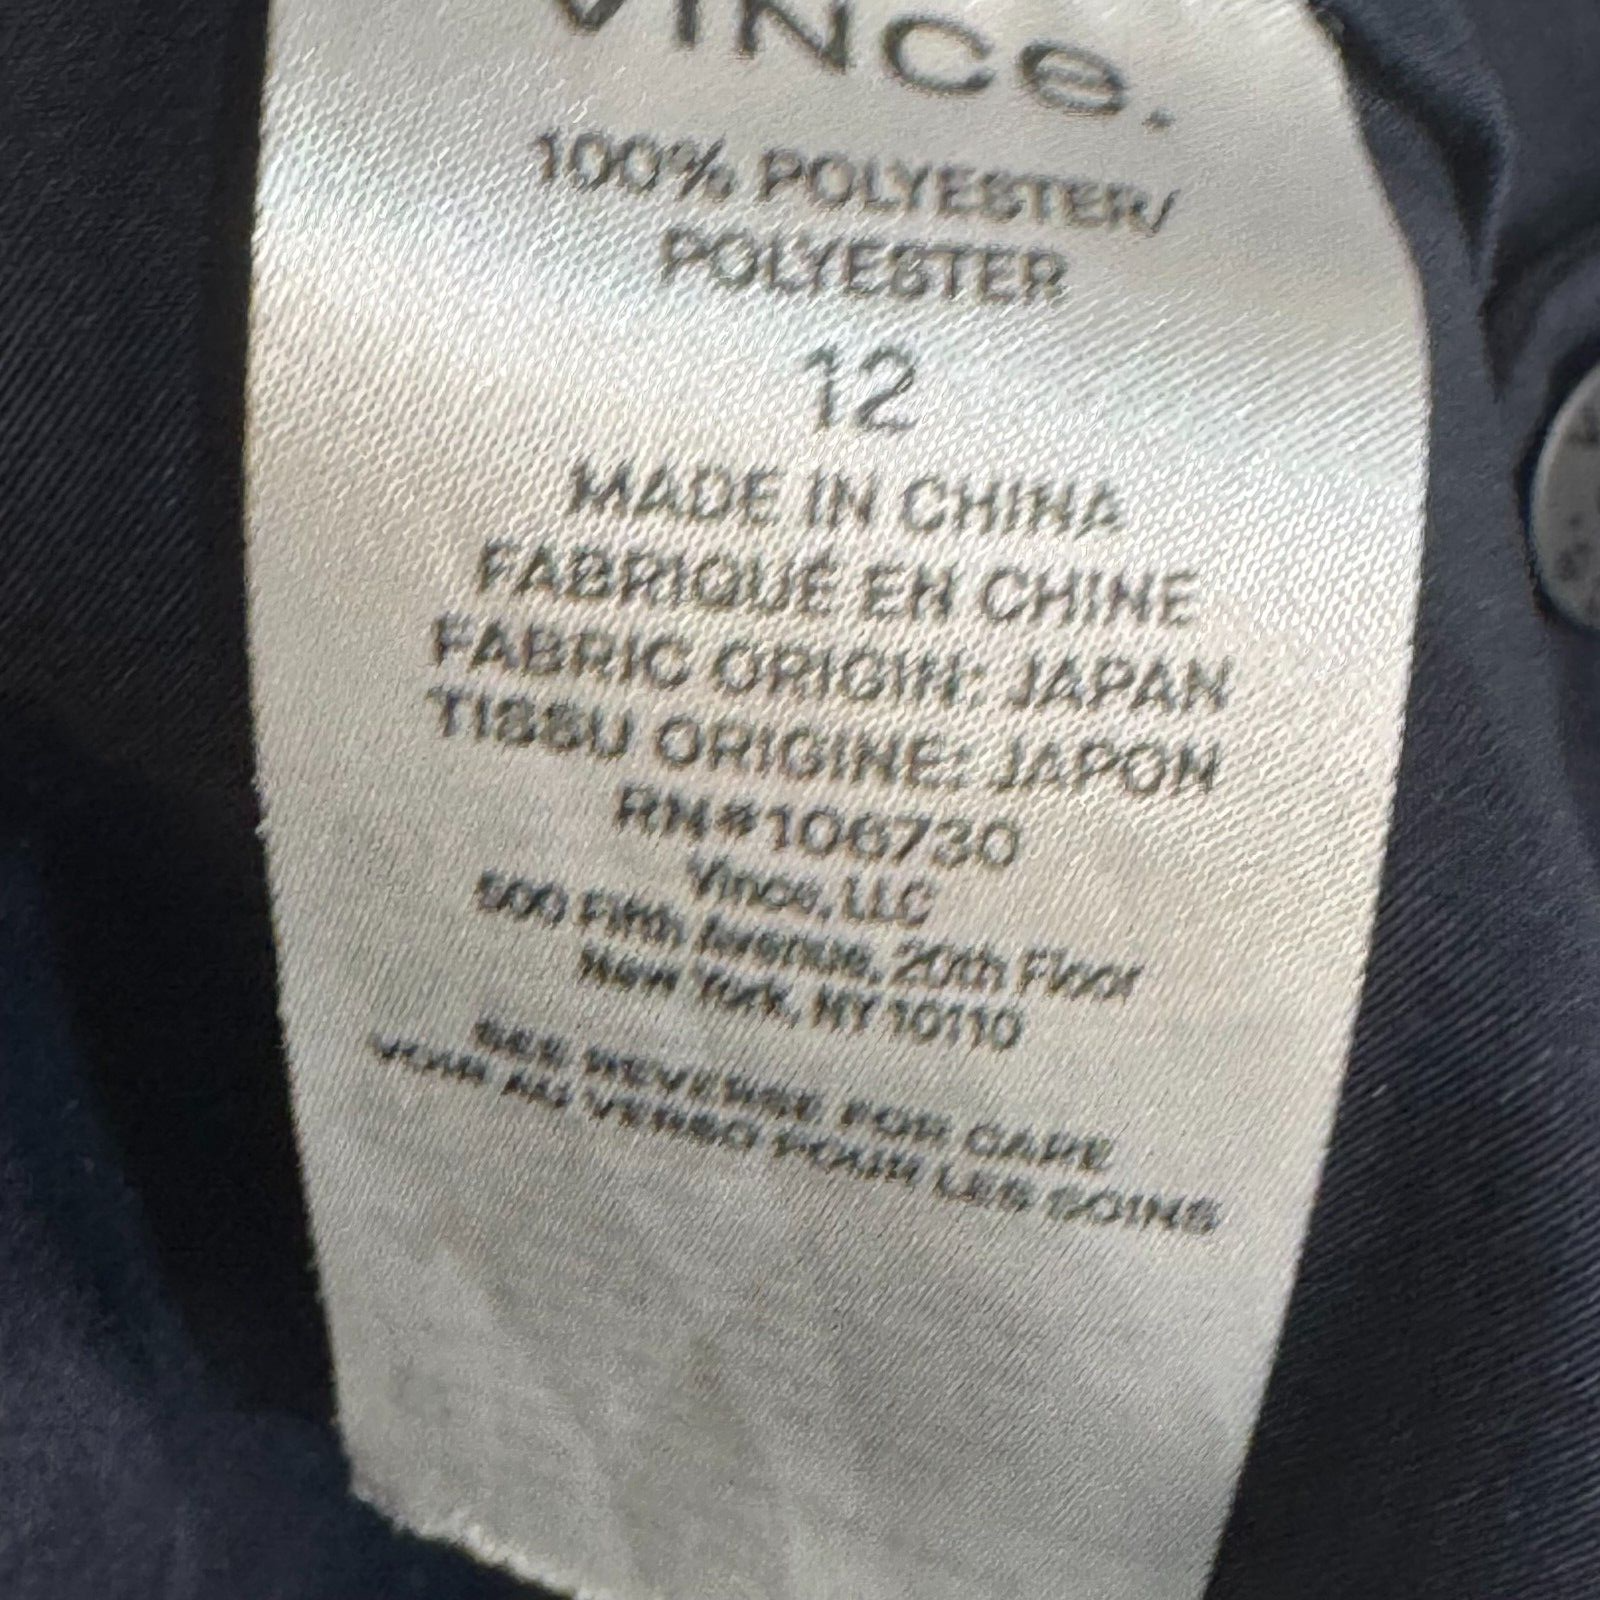 VINCE.
100% POLYESTER/
POLYESTER
12
MADE IN CHINA
FABRIQUÉ EN CHINE
FABRIC ORIGIN: JAPAN
TISSU ORIGINE: JAPON
RN#106730
Vince, LLC
500 Fifth Avenue, 20th Floor
New York, NY 10110
SEE REVERSE FOR CARE
VOIR AU VERSO POUR LES SOINS